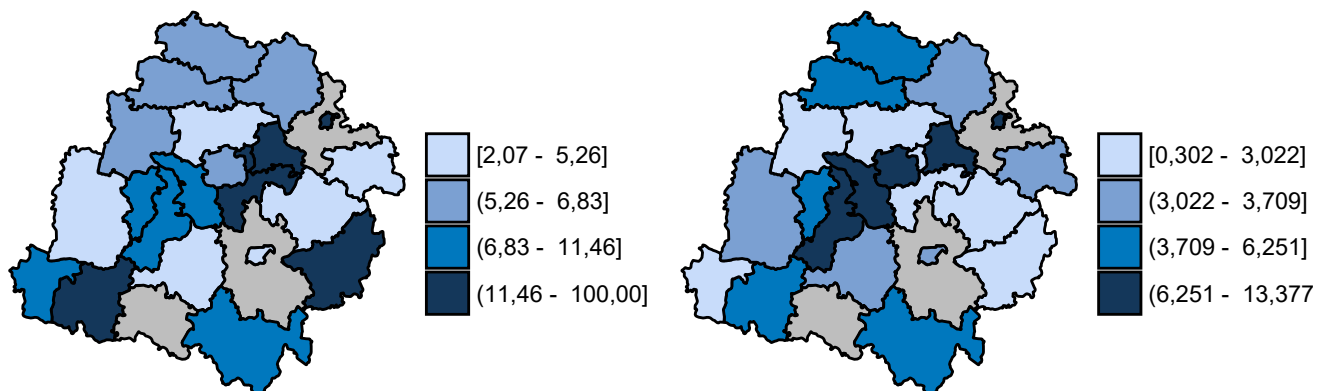 [2,07 - 5,26]
(5,26 - 6,83]
(6,83 - 11,46]
(11,46 - 100,00]
[0,302 - 3,022]
(3,022 - 3,709]
(3,709 - 6,251]
(6,251 - 13,377